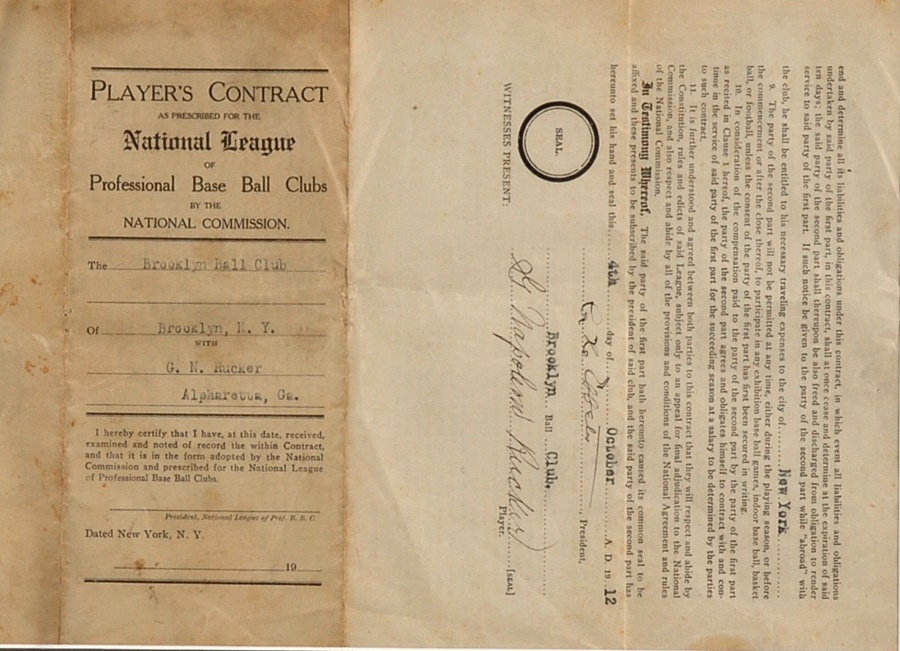 PLAYER'S CONTRACT
AS PRESCRIBED FOR THE
National League
OF
Professional Base Ball Clubs
BY THE
NATIONAL COMMISSION.
The Brooklyn Ball Club
Of Brooklyn, N. Y.
WITH
G. N. Rucker
Alpharetta, Ga.
I hereby certify that I have, at this date, received,
examined and noted of record the within Contract,
and that it is in the form adopted by the National
Commission and prescribed for the National League
of Professional Base Ball Clubs.
President, National League of Prof. B. B. C.
Dated New York, N. Y.
19
end and determine all its liabilities and obligations under this contract, in which event all liabilities and obligations
undertaken by said party of the first part, in this contract, shall at once cease and determine at the expiration of said
ten days; the said party of the second part shall thereupon be also freed and discharged from obligation to render
service to said party of the first part. If such notice be given to the party of the second part while "abroad" with
the club, he shall be entitled to his necessary traveling expenses to the city of New York
9. The party of the second part will not be permitted at any time, either during the playing season, or before
the commencement or after the close thereof, to participate in any exhibition base ball games, indoor base ball, basket
ball, or football, unless the consent of the party of the first part has first been secured in writing.
10. In consideration of the compensation paid to the party of the second part by the party of the first part
as recited in Clause 1 hereof, the party of the second part agrees and obligates himself to contract with and con-
tinue in the service of said party of the first part for the succeeding season at a salary to be determined by the parties
to such contract.
11. It is further understood and agreed between both parties to this contract that they will respect and abide by
the Constitution, rules and edicts of said League, subject only to an appeal for final adjudication to the National
Commission, and also respect and abide by all of the provisions and conditions of the National Agreement and rules
of the National Commission.
In Testimony Whereof, The said party of the first part hath hereunto caused its common seal to be
affixed and these presents to be subscribed by the president of said club, and the said party of the second part has
hereunto set his hand and seal this 4th day of October A. D. 1912
SEAL.
President,
Brooklyn Ball Club.
G. Napoleon Rucker [SEAL]
Player.
WITNESSES PRESENT: